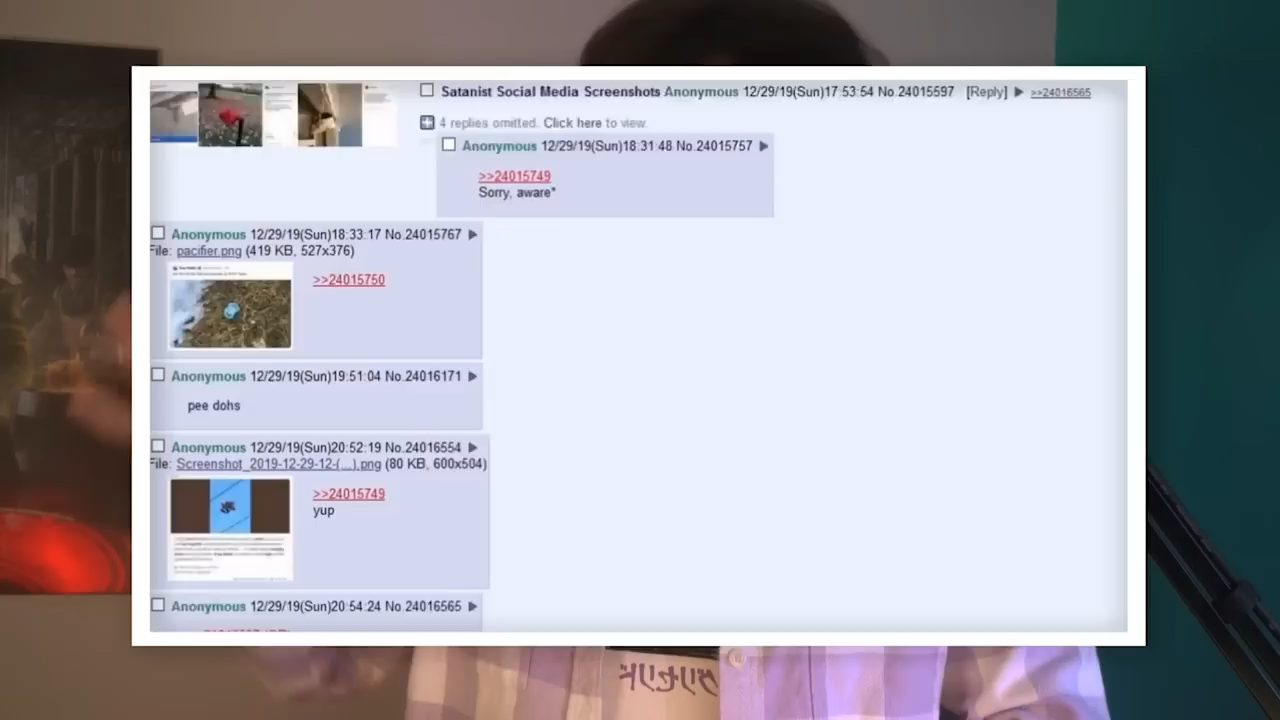 Satanist Social Media Screenshots Anonymous 12/29/19(Sun)17:53:54 No.24015597 [Reply] ▶ >>24016565
4 replies omitted. Click here to view.
Anonymous 12/29/19(Sun)18:31:48 No.24015757 ▶
>>24015749
Sorry, aware*
Anonymous 12/29/19(Sun)18:33:17 No.24015767 ▶
File: pacifier.png (419 KB, 527x376)
>>24015750
Anonymous 12/29/19(Sun)19:51:04 No.24016171 ▶
pee dohs
Anonymous 12/29/19(Sun)20:52:19 No.24016554 ▶
File: Screenshot_2019-12-29-12-(...).png (80 KB, 600x504)
>>24015749
yup
Anonymous 12/29/19(Sun)20:54:24 No.24016565 ▶